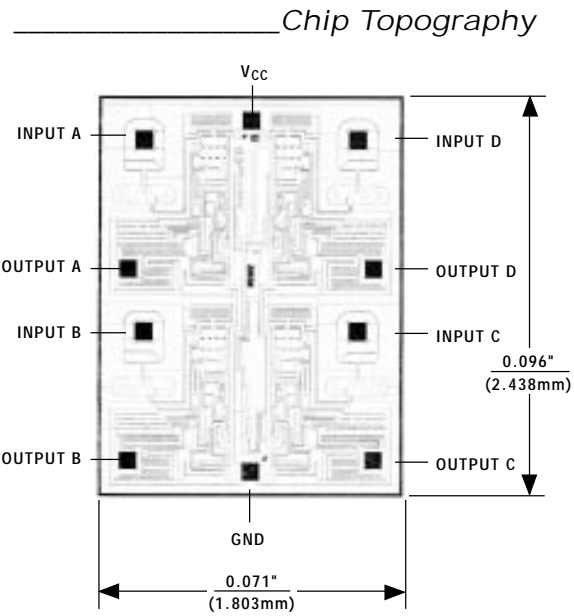 Chip Topography
VCC
INPUT A
INPUT D
OUTPUT A
OUTPUT D
INPUT B
INPUT C
0.096"
(2.438mm)
OUTPUT B
OUTPUT C
GND
0.071"
(1.803mm)